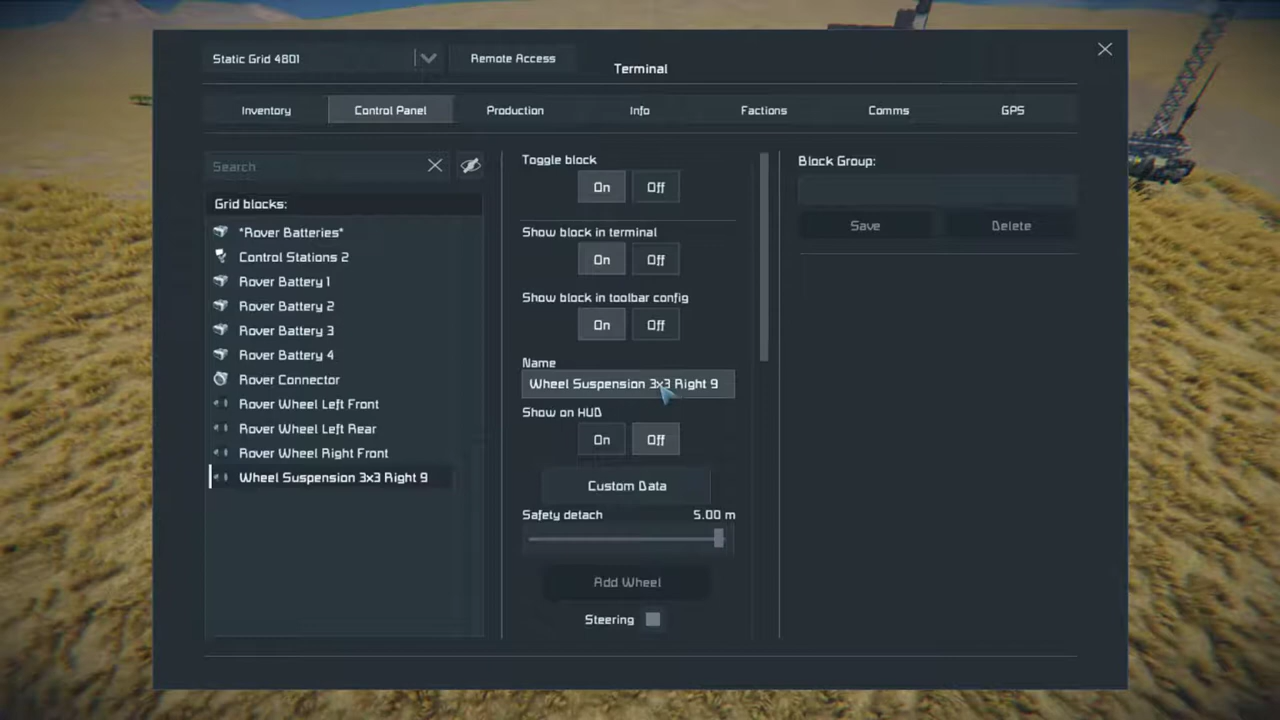 Static Grid 4801
Remote Access
Terminal
Inventory
Control Panel
Production
Info
Factions
Comms
GPS
Search
Grid blocks:
*Rover Batteries*
Control Stations 2
Rover Battery 1
Rover Battery 2
Rover Battery 3
Rover Battery 4
Rover Connector
Rover Wheel Left Front
Rover Wheel Left Rear
Rover Wheel Right Front
Wheel Suspension 3x3 Right 9
Toggle block
On Off
Show block in terminal
On Off
Show block in toolbar config
On Off
Name
Wheel Suspension 3x3 Right 9
Show on HUD
On Off
Custom Data
Safety detach 5.00 m
Add Wheel
Steering
Block Group:
Save Delete